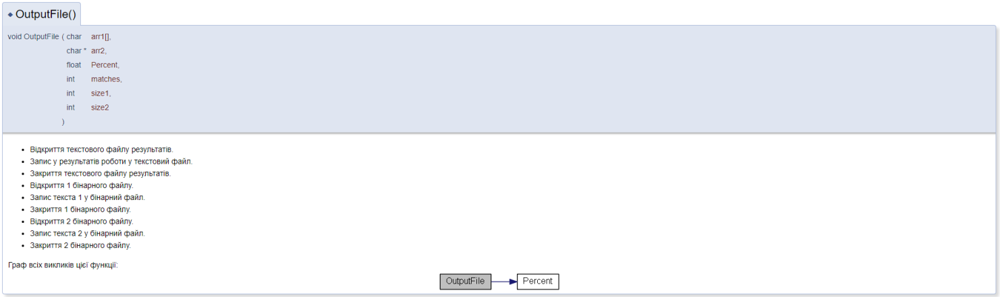 ◆ OutputFile()
void OutputFile ( char arr1[],
char * arr2,
float Percent,
int matches,
int size1,
int size2
)
• Відкриття текстового файлу результатів.
• Запис у результатів роботи у текстовий файл.
• Закриття текстового файлу результатів.
• Відкриття 1 бінарного файлу.
• Запис текста 1 у бінарний файл.
• Закриття 1 бінарного файлу.
• Відкриття 2 бінарного файлу.
• Запис текста 2 у бінарний файл.
• Закриття 2 бінарного файлу.
Граф всіх викликів цієї функції:
OutputFile Percent